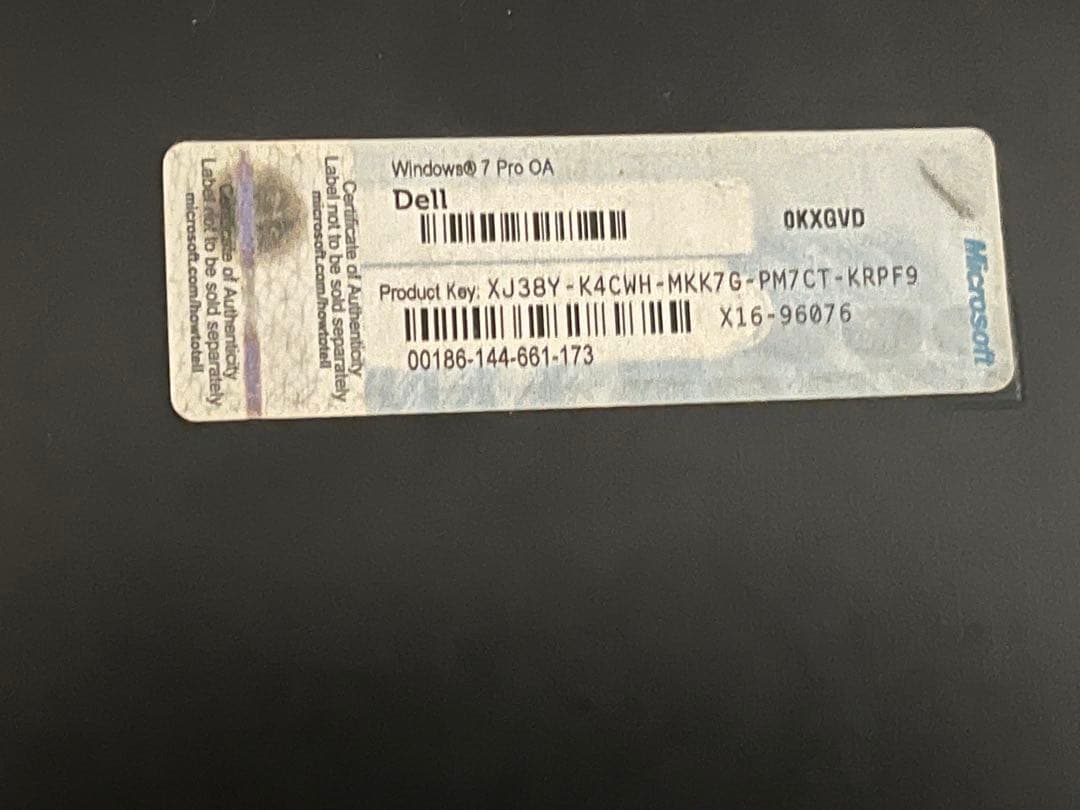 Windows® 7 Pro OA
Dell
0KXGVD
Product Key: XJ38Y-K4CWH-MKK7G-PM7CT-KRPF9
X16-96076
00186-144-661-173
Microsoft
Certificate of Authenticity
Label not to be sold separately
microsoft.com/howtotell
Certificate of Authenticity
Label not to be sold separately
microsoft.com/howtotell